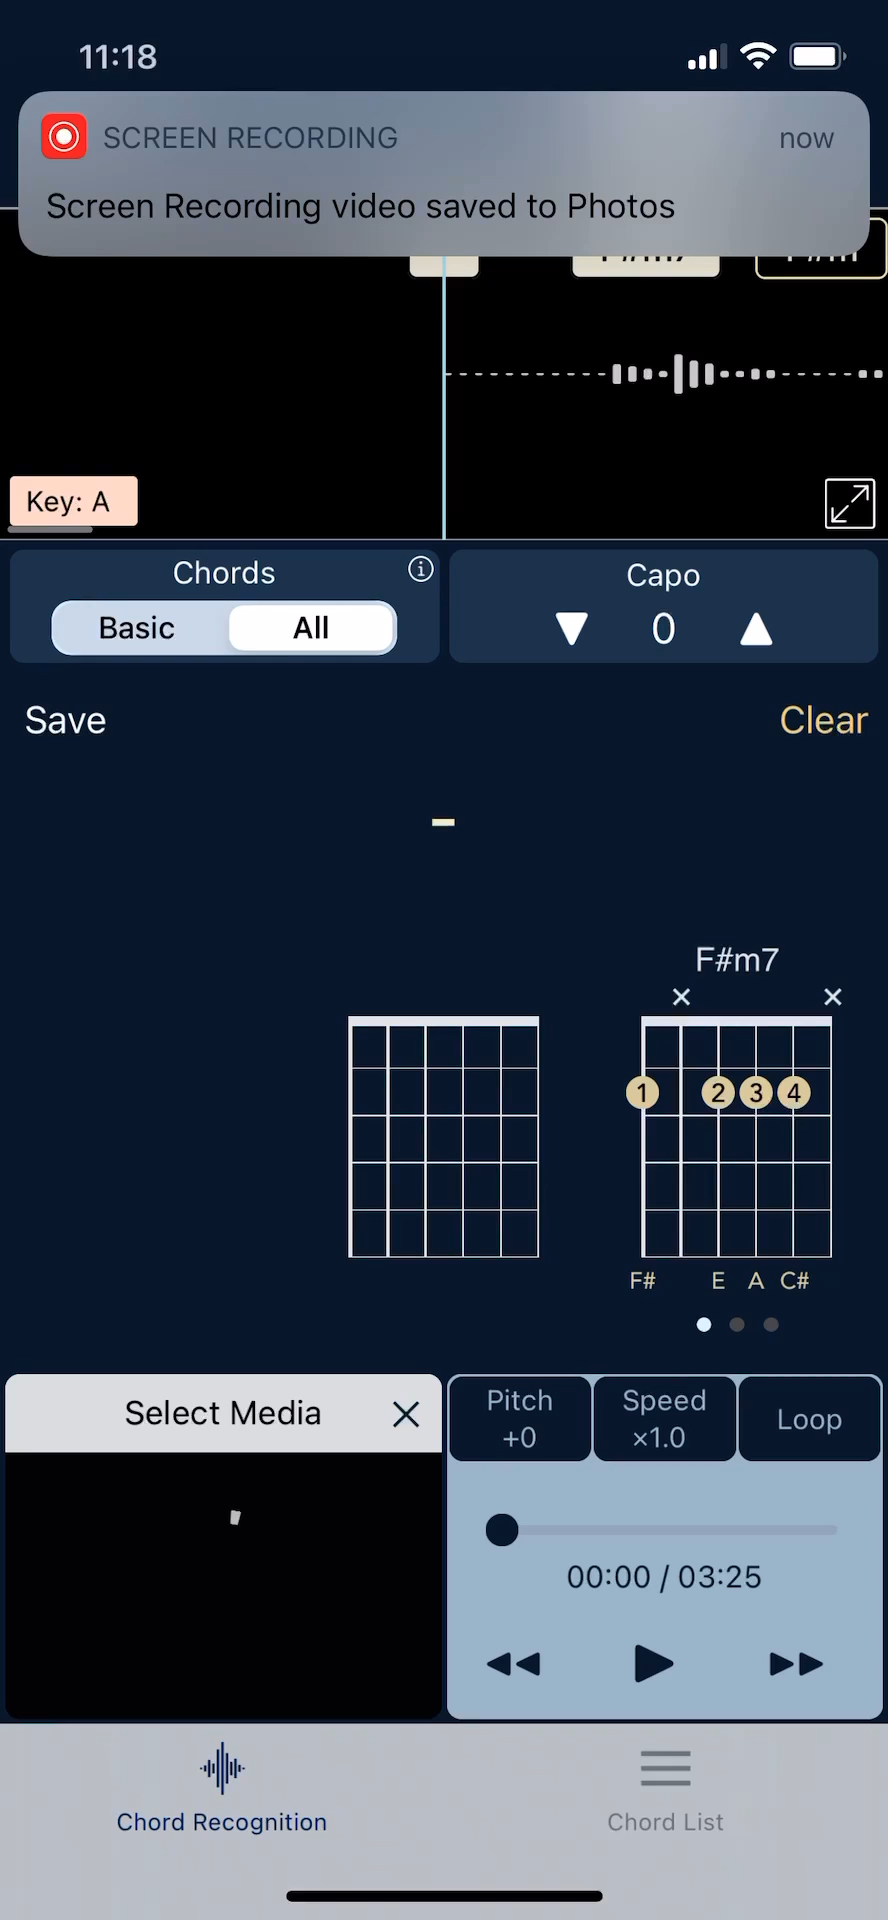 11:18
SCREEN RECORDING now
Screen Recording video saved to Photos
Key: A
Chords
Basic All
Capo
0
Save Clear
-
F#m7
× ×
1 2 3 4
F# E A C#
Select Media ×
Pitch
+0
Speed
×1.0
Loop
00:00 / 03:25
Chord Recognition Chord List